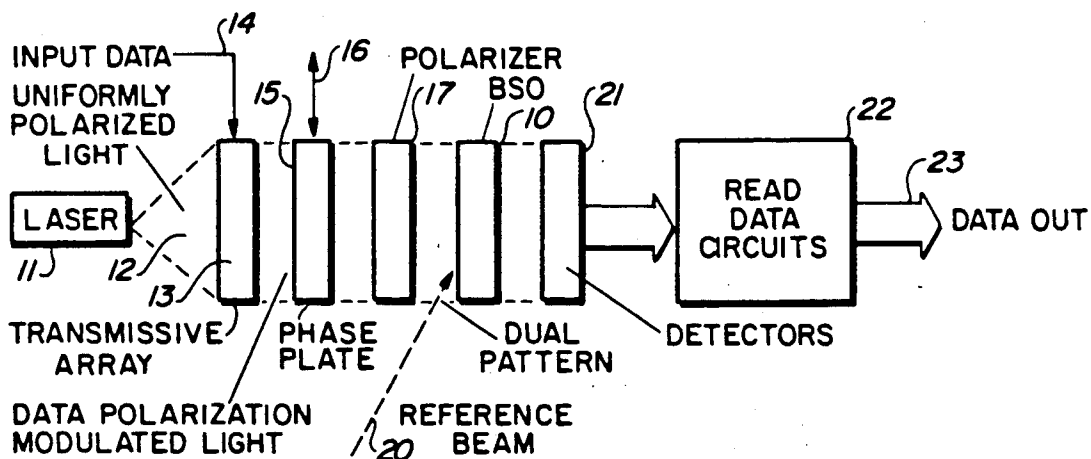 14
INPUT DATA
16
POLARIZER
BSO
UNIFORMLY
POLARIZED
LIGHT
15
17
10
21
22
LASER
11
12
13
READ
DATA
CIRCUITS
23
DATA OUT
TRANSMISSIVE
ARRAY
PHASE
PLATE
DUAL
PATTERN
DETECTORS
DATA POLARIZATION
MODULATED LIGHT
20
REFERENCE
BEAM